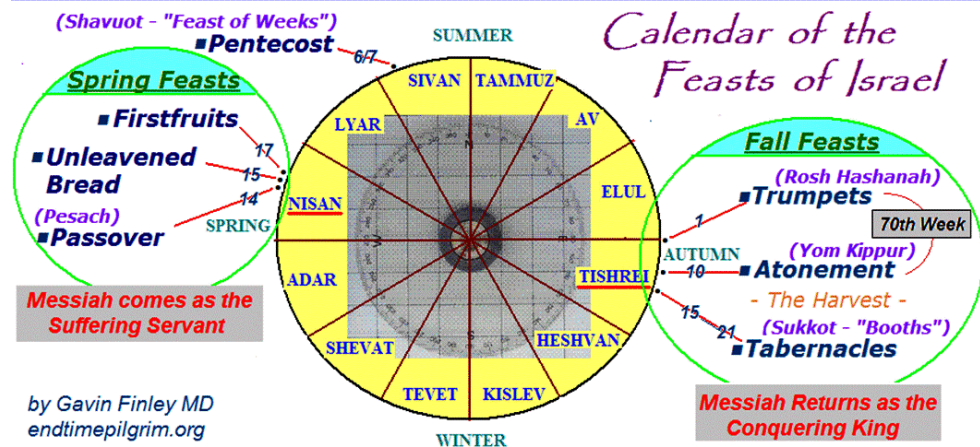 (Shavuot - "Feast of Weeks")
■Pentecost
6/7
SUMMER
Calendar of the
Feasts of Israel
Spring Feasts
■Firstfruits
17
■Unleavened
Bread
15
14
(Pesach)
■Passover
SPRING
Messiah comes as the
Suffering Servant
by Gavin Finley MD
endtimepilgrim.org
SIVAN
TAMMUZ
LYAR
AV
NISAN
ELUL
ADAR
TISHREI
SHEVAT
HESHVAN
TEVET
KISLEV
N
W
E
S
WINTER
Fall Feasts
(Rosh Hashanah)
■Trumpets
1
70th Week
AUTUMN
(Yom Kippur)
10
■Atonement
- The Harvest -
15
21
(Sukkot - "Booths")
■Tabernacles
Messiah Returns as the
Conquering King